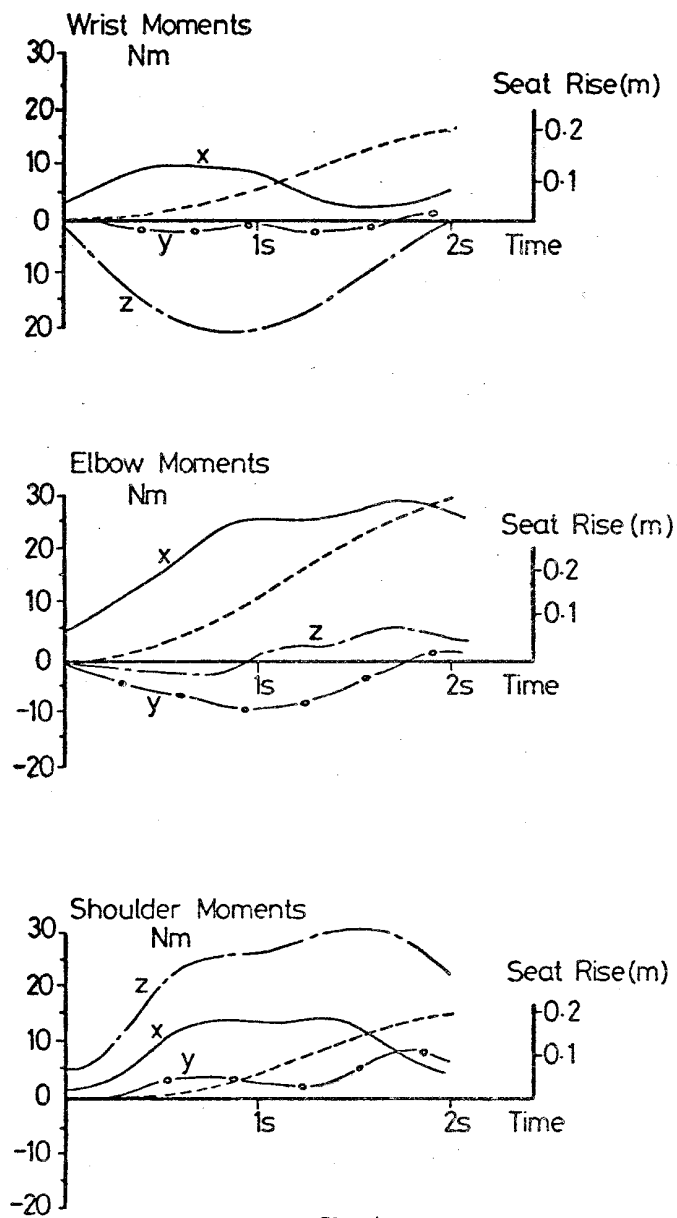 Wrist Moments
Nm
30
20
10
0
10
20
x
y
z
1s
2s
Time
Seat Rise(m)
0.2
0.1
Elbow Moments
Nm
30
20
10
0
-10
-20
x
z
y
1s
2s
Time
Seat Rise(m)
0.2
0.1
Shoulder Moments
Nm
30
20
10
0
-10
-20
z
x
y
1s
2s
Time
Seat Rise(m)
0.2
0.1